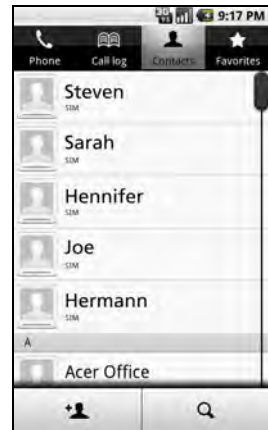 3G 9:17 PM
Phone Call log Contacts Favorites
Steven
SIM
Sarah
SIM
Hennifer
SIM
Joe
SIM
Hermann
SIM
A
Acer Office